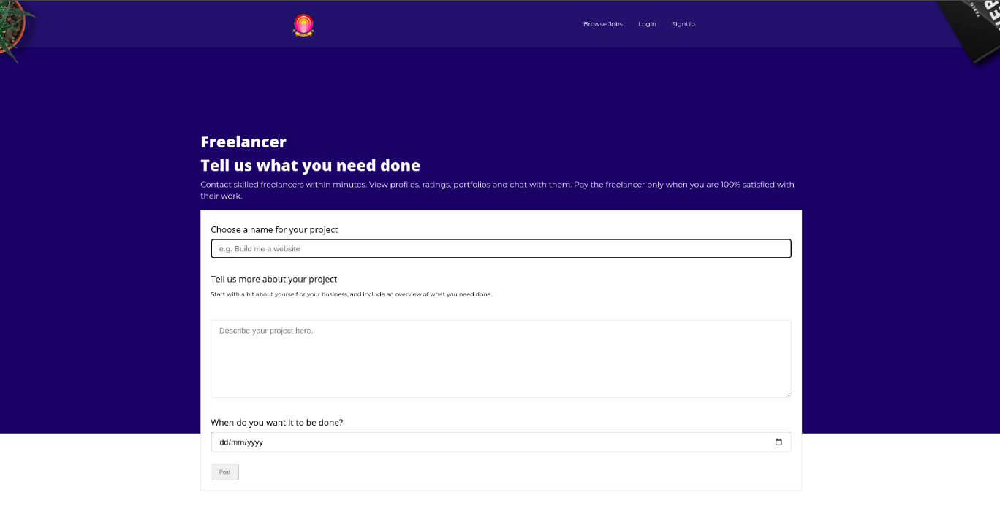 Browse Jobs
Login
SignUp
Freelancer
Tell us what you need done
Contact skilled freelancers within minutes. View profiles, ratings, portfolios and chat with them. Pay the freelancer only when you are 100% satisfied with
their work.
Choose a name for your project
e.g. Build me a website
Tell us more about your project
Start with a bit about yourself or your business, and include an overview of what you need done.
Describe your project here.
When do you want it to be done?
dd/mm/yyyy
Post